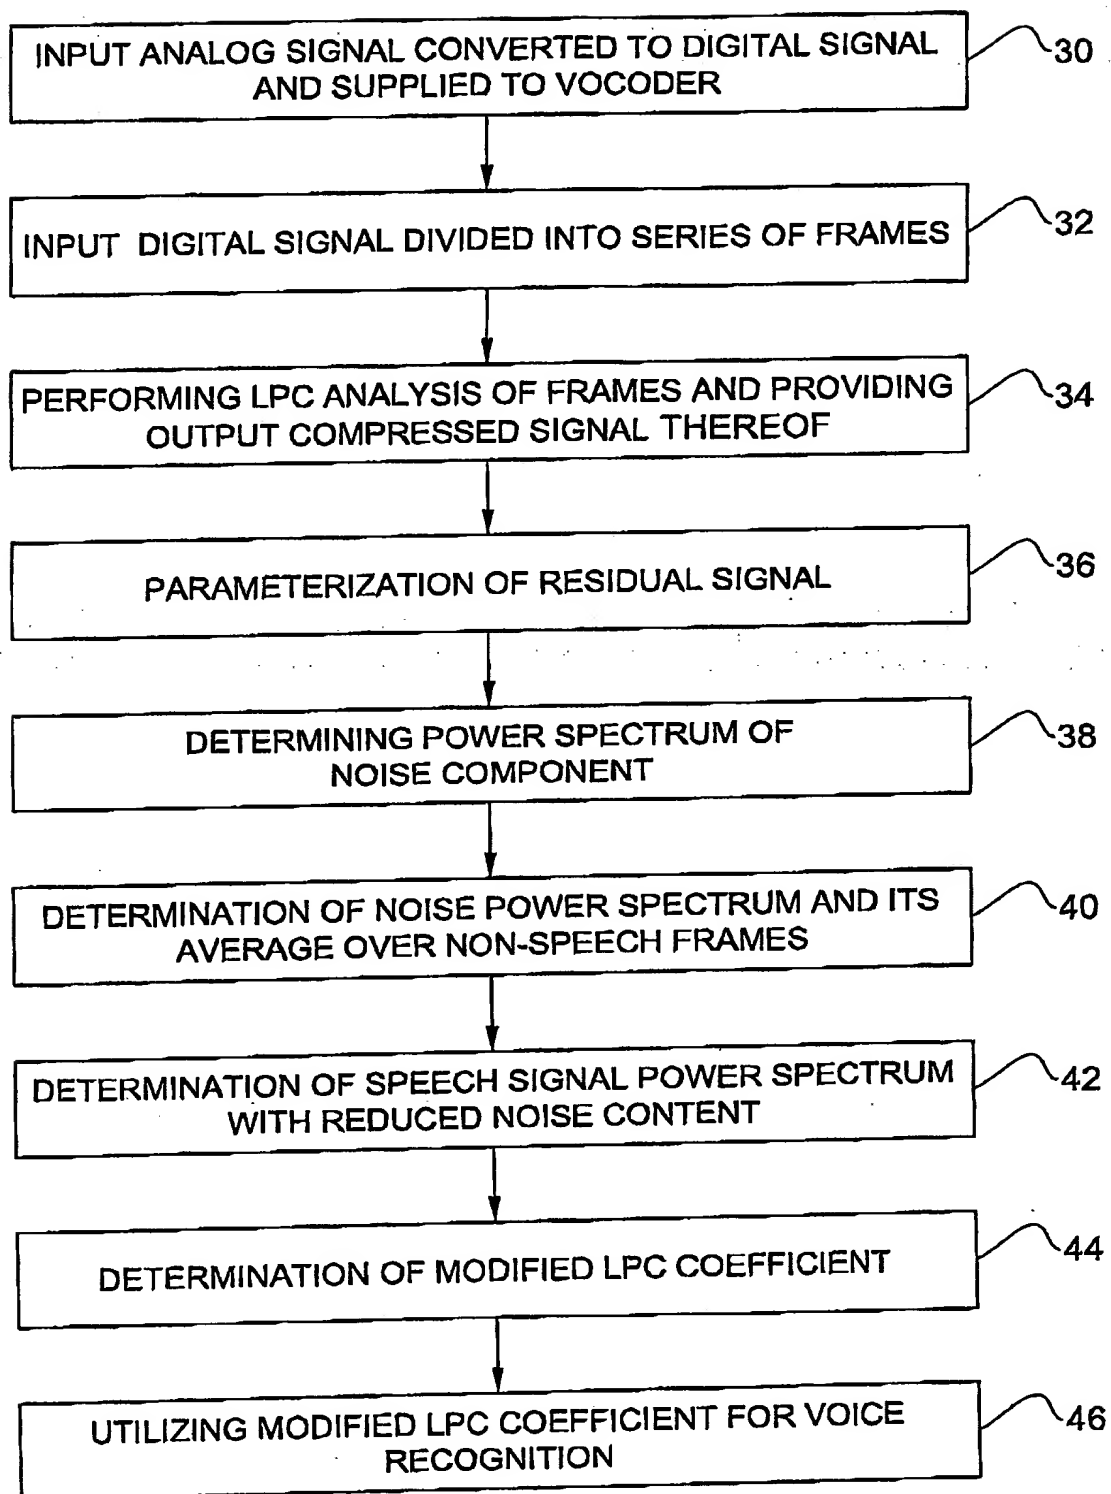 INPUT ANALOG SIGNAL CONVERTED TO DIGITAL SIGNAL
AND SUPPLIED TO VOCODER
30
INPUT DIGITAL SIGNAL DIVIDED INTO SERIES OF FRAMES
32
PERFORMING LPC ANALYSIS OF FRAMES AND PROVIDING
OUTPUT COMPRESSED SIGNAL THEREOF
34
PARAMETERIZATION OF RESIDUAL SIGNAL
36
DETERMINING POWER SPECTRUM OF
NOISE COMPONENT
38
DETERMINATION OF NOISE POWER SPECTRUM AND ITS
AVERAGE OVER NON-SPEECH FRAMES
40
DETERMINATION OF SPEECH SIGNAL POWER SPECTRUM
WITH REDUCED NOISE CONTENT
42
DETERMINATION OF MODIFIED LPC COEFFICIENT
44
UTILIZING MODIFIED LPC COEFFICIENT FOR VOICE
RECOGNITION
46